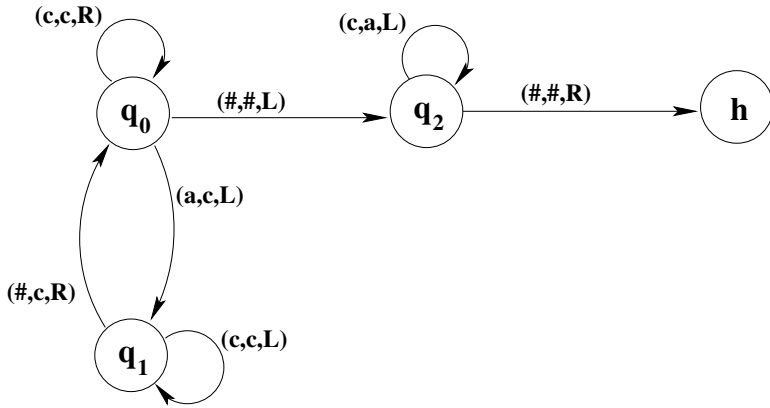 (c,c,R)
(c,a,L)
q0
(#,#,L)
q2
(#,#,R)
h
(a,c,L)
(#,c,R)
q1
(c,c,L)